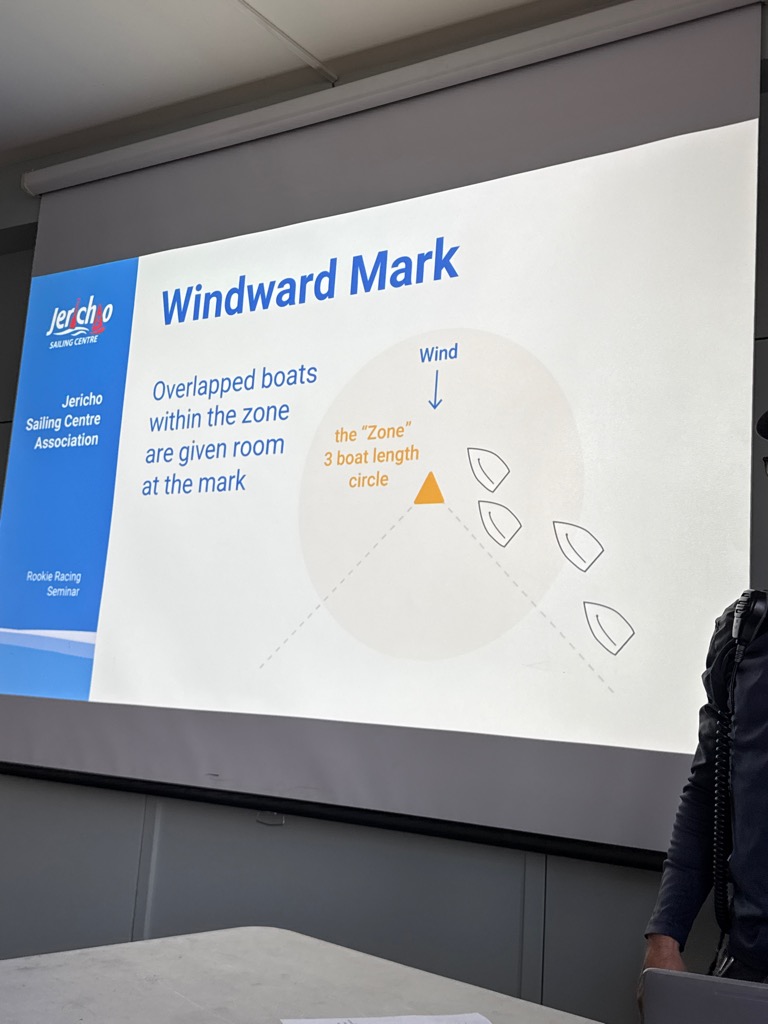 Windward Mark
Jericho
SAILING CENTRE
Jericho
Sailing Centre
Association
Rookie Racing
Seminar
Overlapped boats
within the zone
are given room
at the mark
Wind
the "Zone"
3 boat length
circle